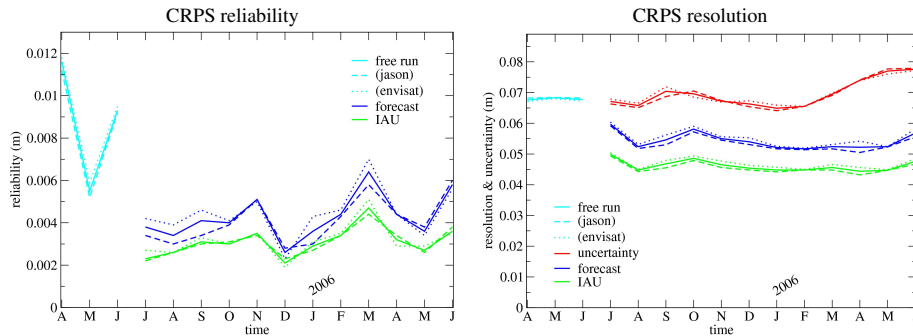 CRPS reliability
0.012
0.01
0.008
0.006
0.004
0.002
0
reliability (m)
free run
(jason)
(envisat)
forecast
IAU
2006
A M J J A S O N D J F M A M J
time
CRPS resolution
0.08
0.07
0.06
0.05
0.04
0.03
0.02
0.01
0
resolution & uncertainty (m)
free run
(jason)
(envisat)
uncertainty
forecast
IAU
2006
A M J J A S O N D J F M A M
time